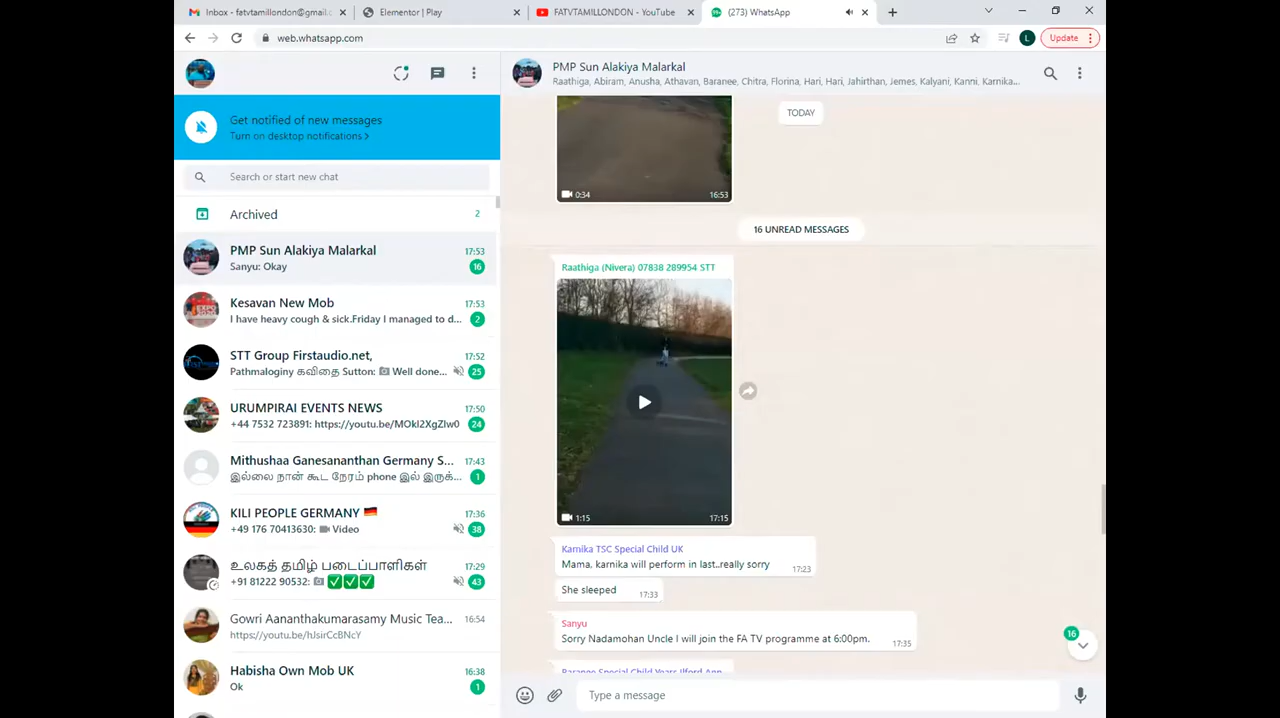 Inbox - fatvtamillondon@gmail.c
Elementor | Play
FATVTAMILLONDON - YouTube
(273) WhatsApp
web.whatsapp.com
L
Update
Get notified of new messages
Turn on desktop notifications >
Search or start new chat
Archived
2
PMP Sun Alakiya Malarkal
17:53
Sanyu: Okay
16
Kesavan New Mob
17:53
I have heavy cough & sick.Friday I managed to d...
2
STT Group Firstaudio.net,
17:52
Pathmaloginy கவிதை Sutton: Well done...
25
URUMPIRAI EVENTS NEWS
17:50
+44 7532 723891: https://youtu.be/MOkI2XgZIw0
24
Mithushaa Ganesananthan Germany S...
17:43
இல்லை நான் கூட நேரம் phone இல் இருக்...
1
KILI PEOPLE GERMANY
17:36
+49 176 70413630: Video
38
உலகத் தமிழ் படைப்பாளிகள்
17:29
+91 81222 90532:
43
Gowri Aananthakumarasamy Music Tea...
16:54
https://youtu.be/hJsirCcBNcY
Habisha Own Mob UK
16:38
Ok
1
PMP Sun Alakiya Malarkal
Raathiga, Abiram, Anusha, Athavan, Baranee, Chitra, Florina, Hari, Hari, Jahirthan, Jemes, Kalyani, Kanni, Karnika...
TODAY
0:34
16:53
16 UNREAD MESSAGES
Raathiga (Nivera) 07838 289954 STT
1:15
17:15
Karnika TSC Special Child UK
Mama, karnika will perform in last..really sorry
17:23
She sleeped
17:33
Sanyu
Sorry Nadamohan Uncle I will join the FA TV programme at 6:00pm.
17:35
16
Type a message